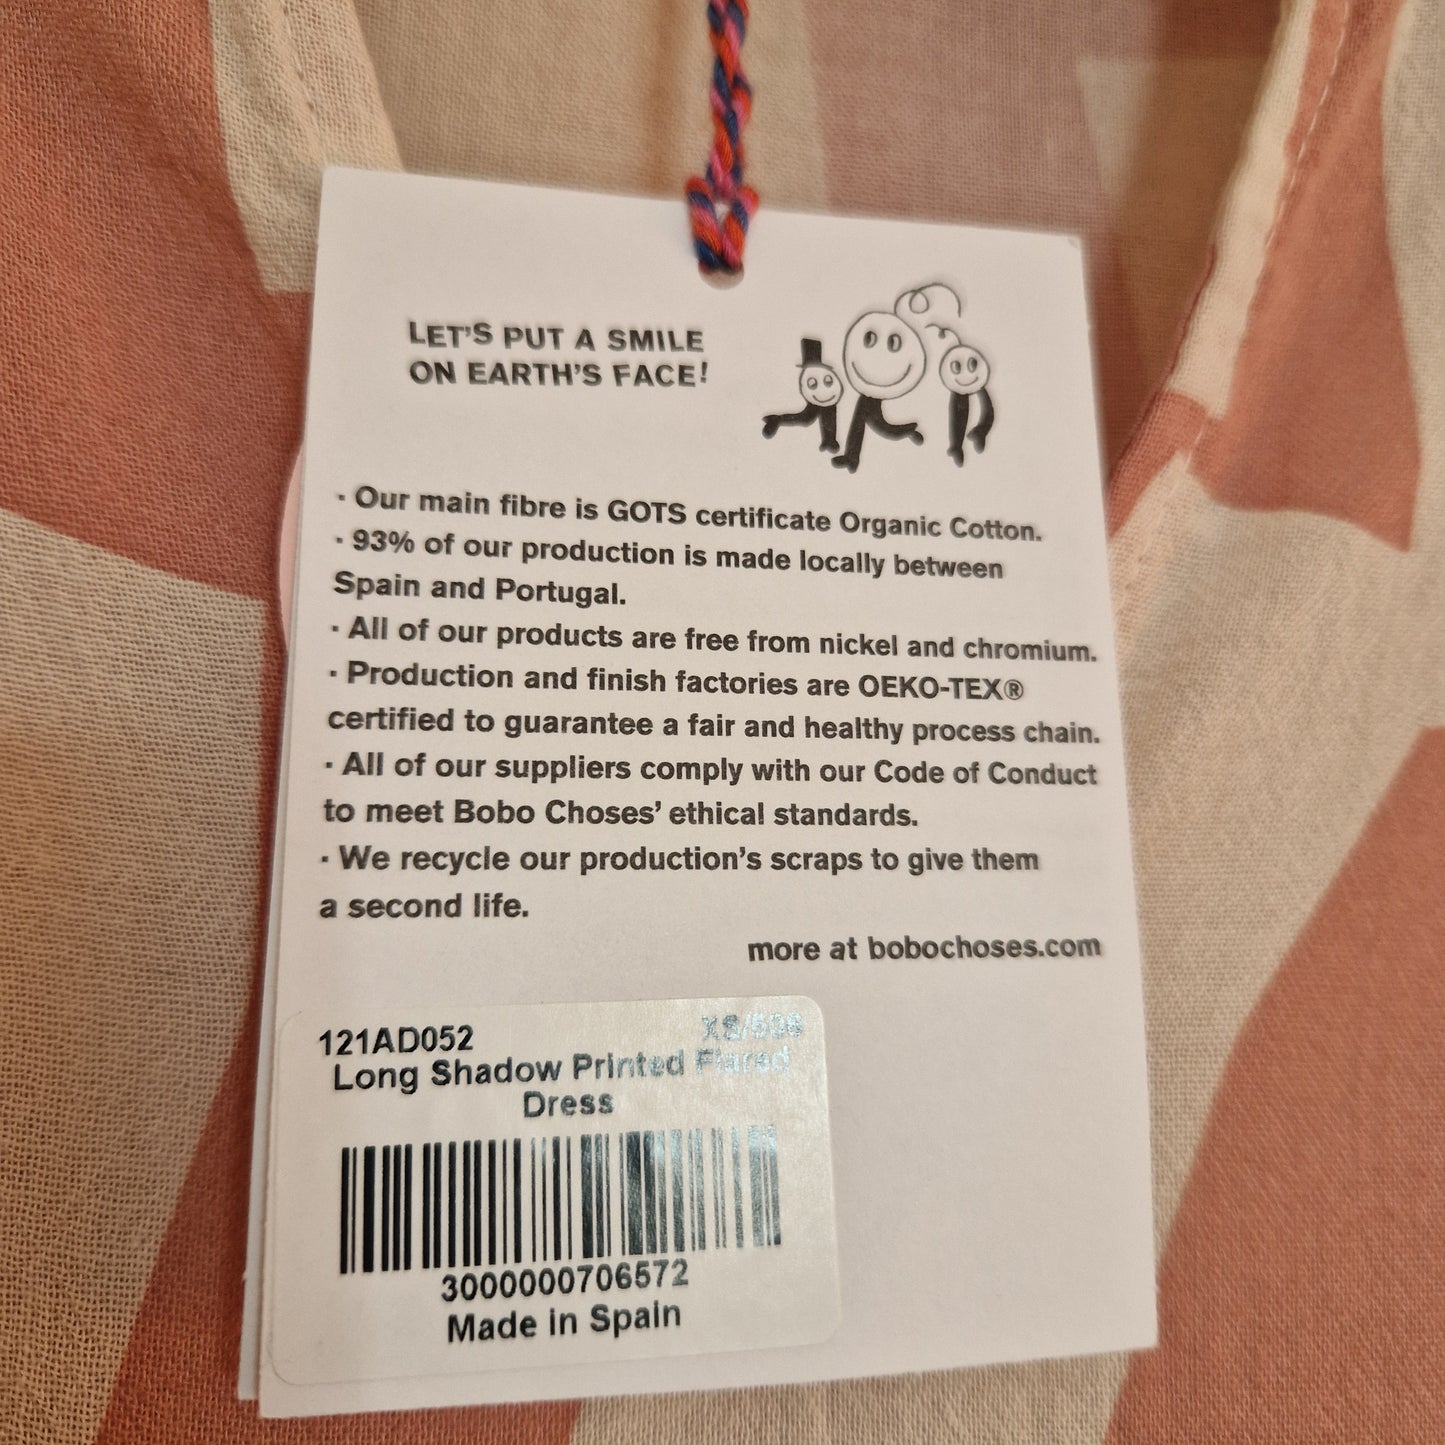 LET'S PUT A SMILE
ON EARTH'S FACE!
· Our main fibre is GOTS certificate Organic Cotton.
· 93% of our production is made locally between
Spain and Portugal.
· All of our products are free from nickel and chromium.
· Production and finish factories are OEKO-TEX®
certified to guarantee a fair and healthy process chain.
· All of our suppliers comply with our Code of Conduct
to meet Bobo Choses' ethical standards.
· We recycle our production's scraps to give them
a second life.
more at bobochoses.com
121AD052
Long Shadow Printed Flared
Dress
3000000706572
Made in Spain